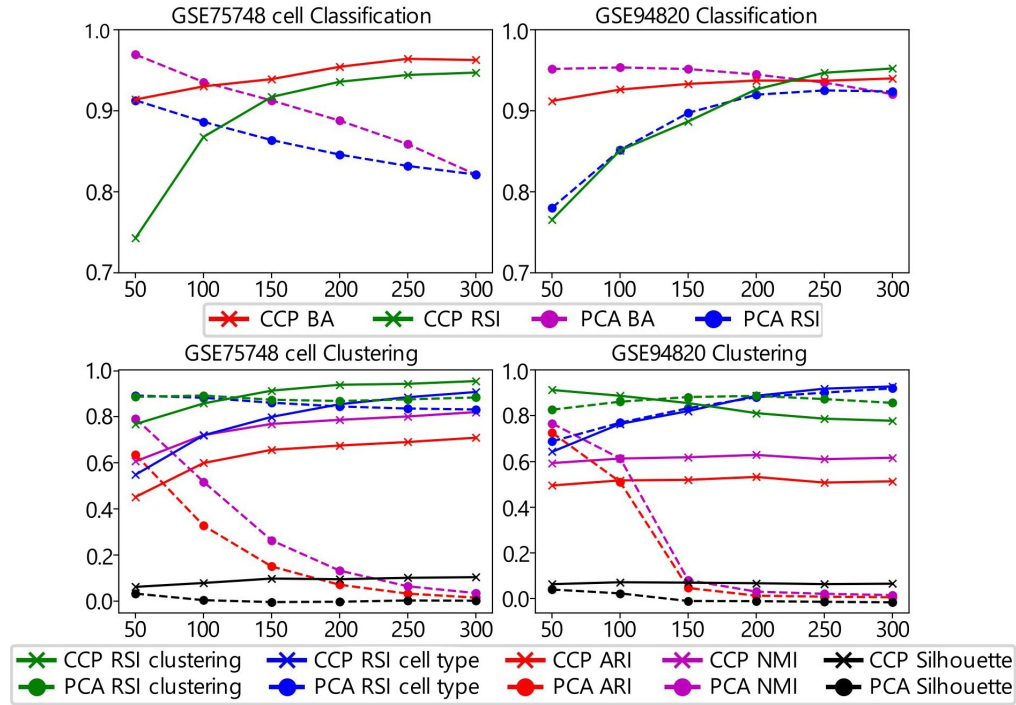 GSE75748 cell Classification
GSE94820 Classification
1.0
0.9
0.8
0.7
50 100 150 200 250 300
1.0
0.9
0.8
0.7
50 100 150 200 250 300
CCP BA CCP RSI PCA BA PCA RSI
GSE75748 cell Clustering
GSE94820 Clustering
1.0
0.8
0.6
0.4
0.2
0.0
50 100 150 200 250 300
1.0
0.8
0.6
0.4
0.2
0.0
50 100 150 200 250 300
CCP RSI clustering CCP RSI cell type CCP ARI CCP NMI CCP Silhouette
PCA RSI clustering PCA RSI cell type PCA ARI PCA NMI PCA Silhouette